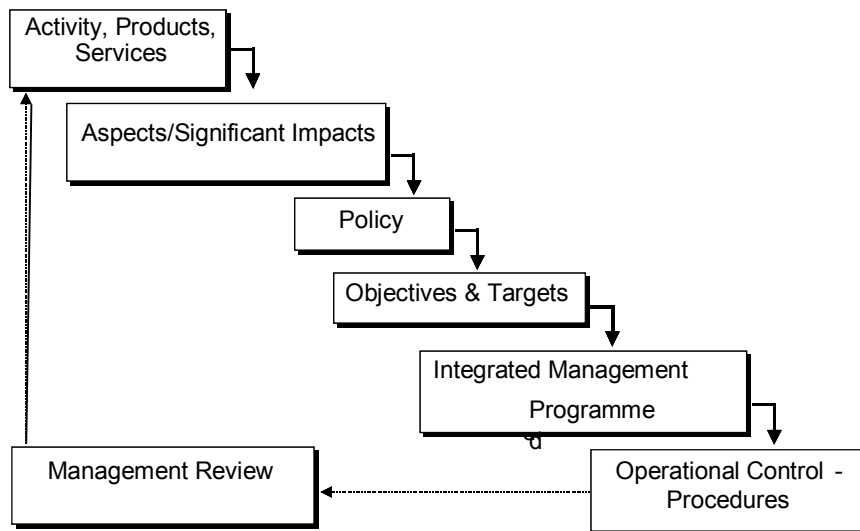 Activity, Products,
Services
Aspects/Significant Impacts
Policy
Objectives & Targets
Integrated Management
Programme
d
Management Review
Operational Control -
Procedures